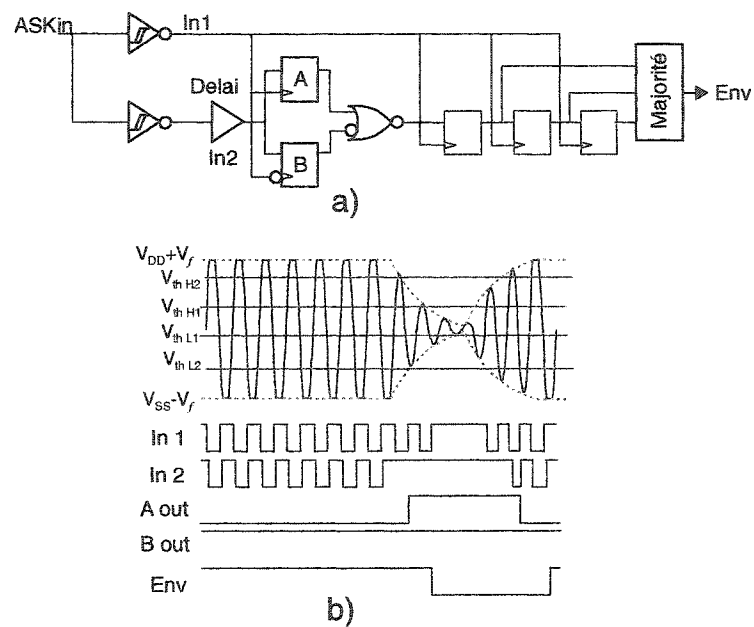 ASKin
In1
Delai
In2
A
B
Majorité
Env
a)
V_DD+V_f
V_th H2
V_th H1
V_th L1
V_th L2
V_SS-V_f
In 1
In 2
A out
B out
Env
b)